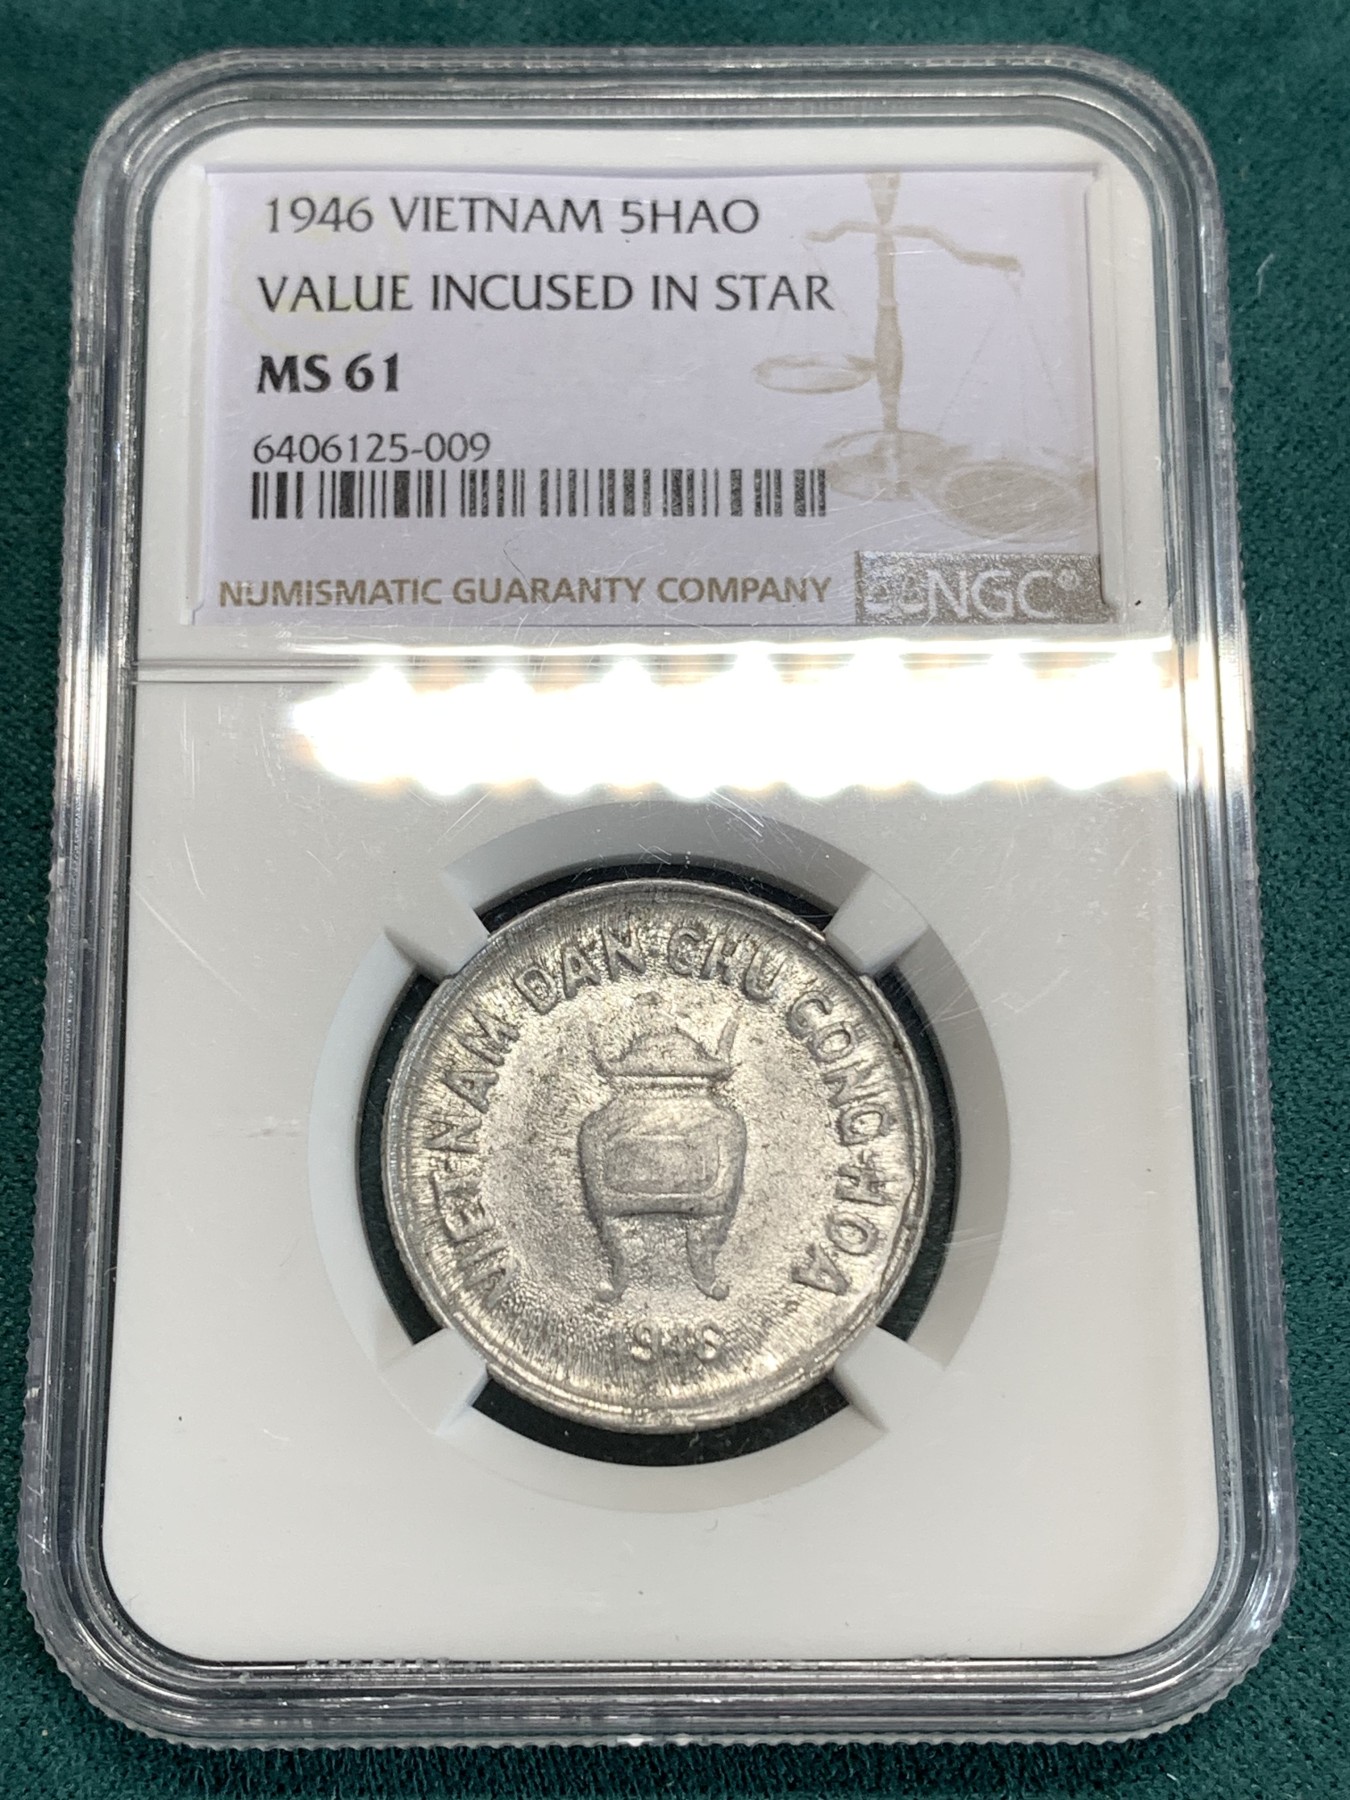 1946 VIETNAM 5HAO
VALUE INCUSED IN STAR
MS 61
6406125-009
NUMISMATIC GUARANTY COMPANY NGC®
VIET·NAM·DAN·CHU·CONG·HOA